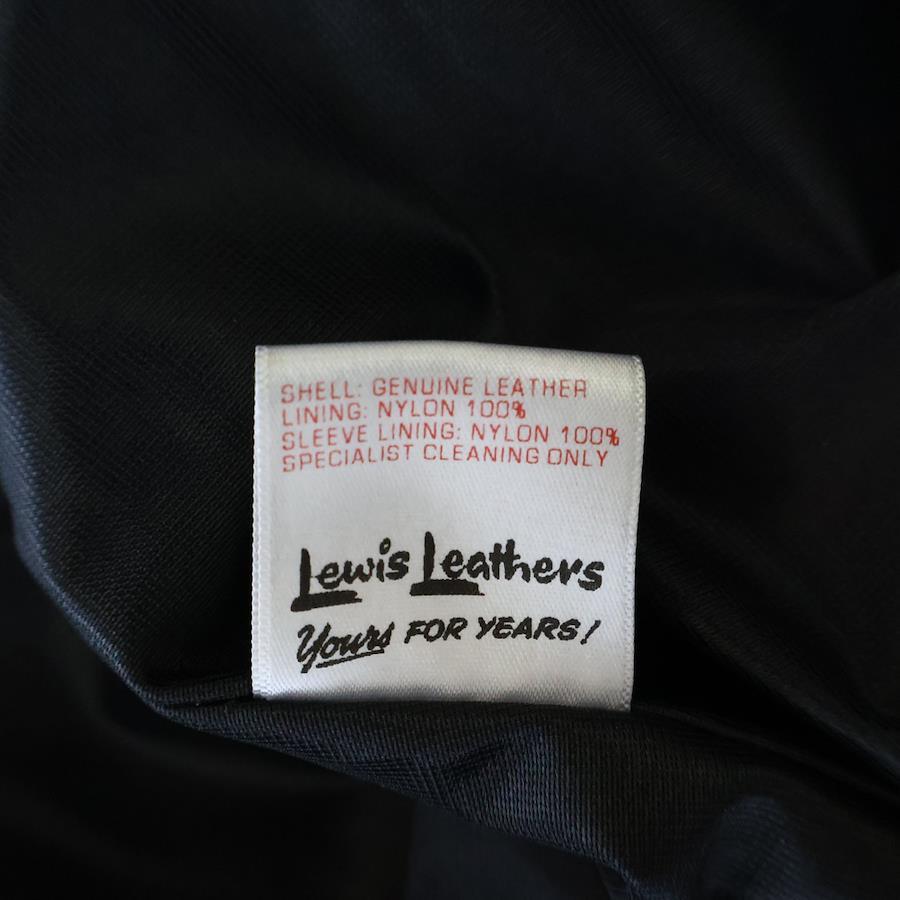 SHELL: GENUINE LEATHER
LINING: NYLON 100%
SLEEVE LINING: NYLON 100%
SPECIALIST CLEANING ONLY
Lewis Leathers
Yours FOR YEARS!